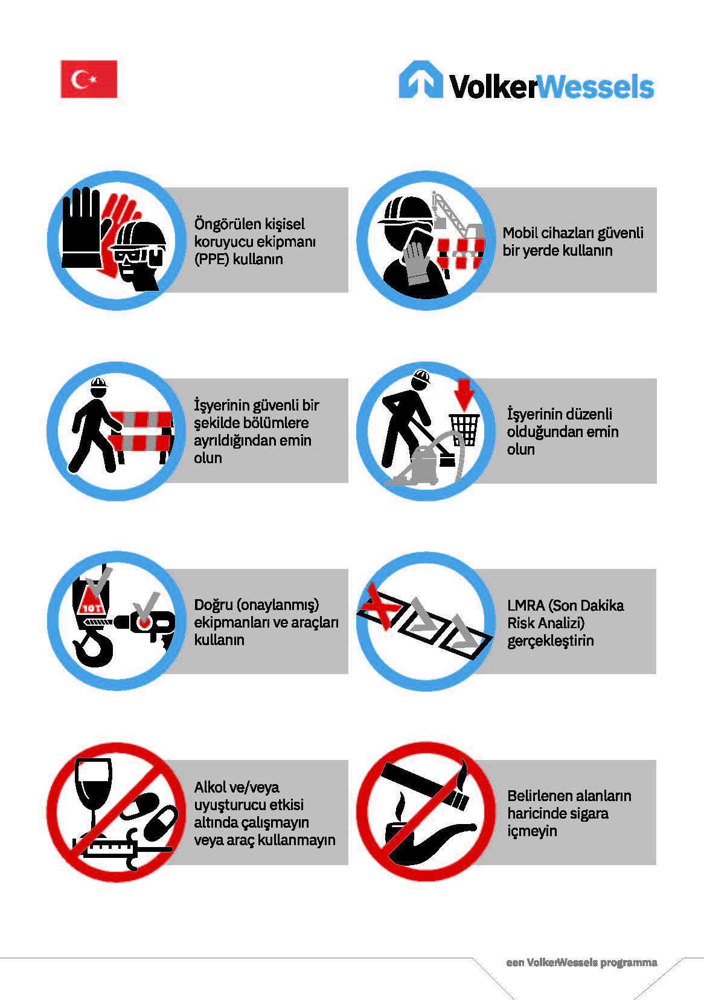 VolkerWessels
Öngörülen kişisel
koruyucu ekipmanı
(PPE) kullanın
Mobil cihazları güvenli
bir yerde kullanın
İşyerinin güvenli bir
şekilde bölümlere
ayrıldığından emin
olun
İşyerinin düzenli
olduğundan emin
olun
10T
Doğru (onaylanmış)
ekipmanları ve araçları
kullanın
LMRA (Son Dakika
Risk Analizi)
gerçekleştirin
Alkol ve/veya
uyuşturucu etkisi
altında çalışmayın
veya araç kullanmayın
Belirlenen alanların
haricinde sigara
içmeyin
een VolkerWessels programma